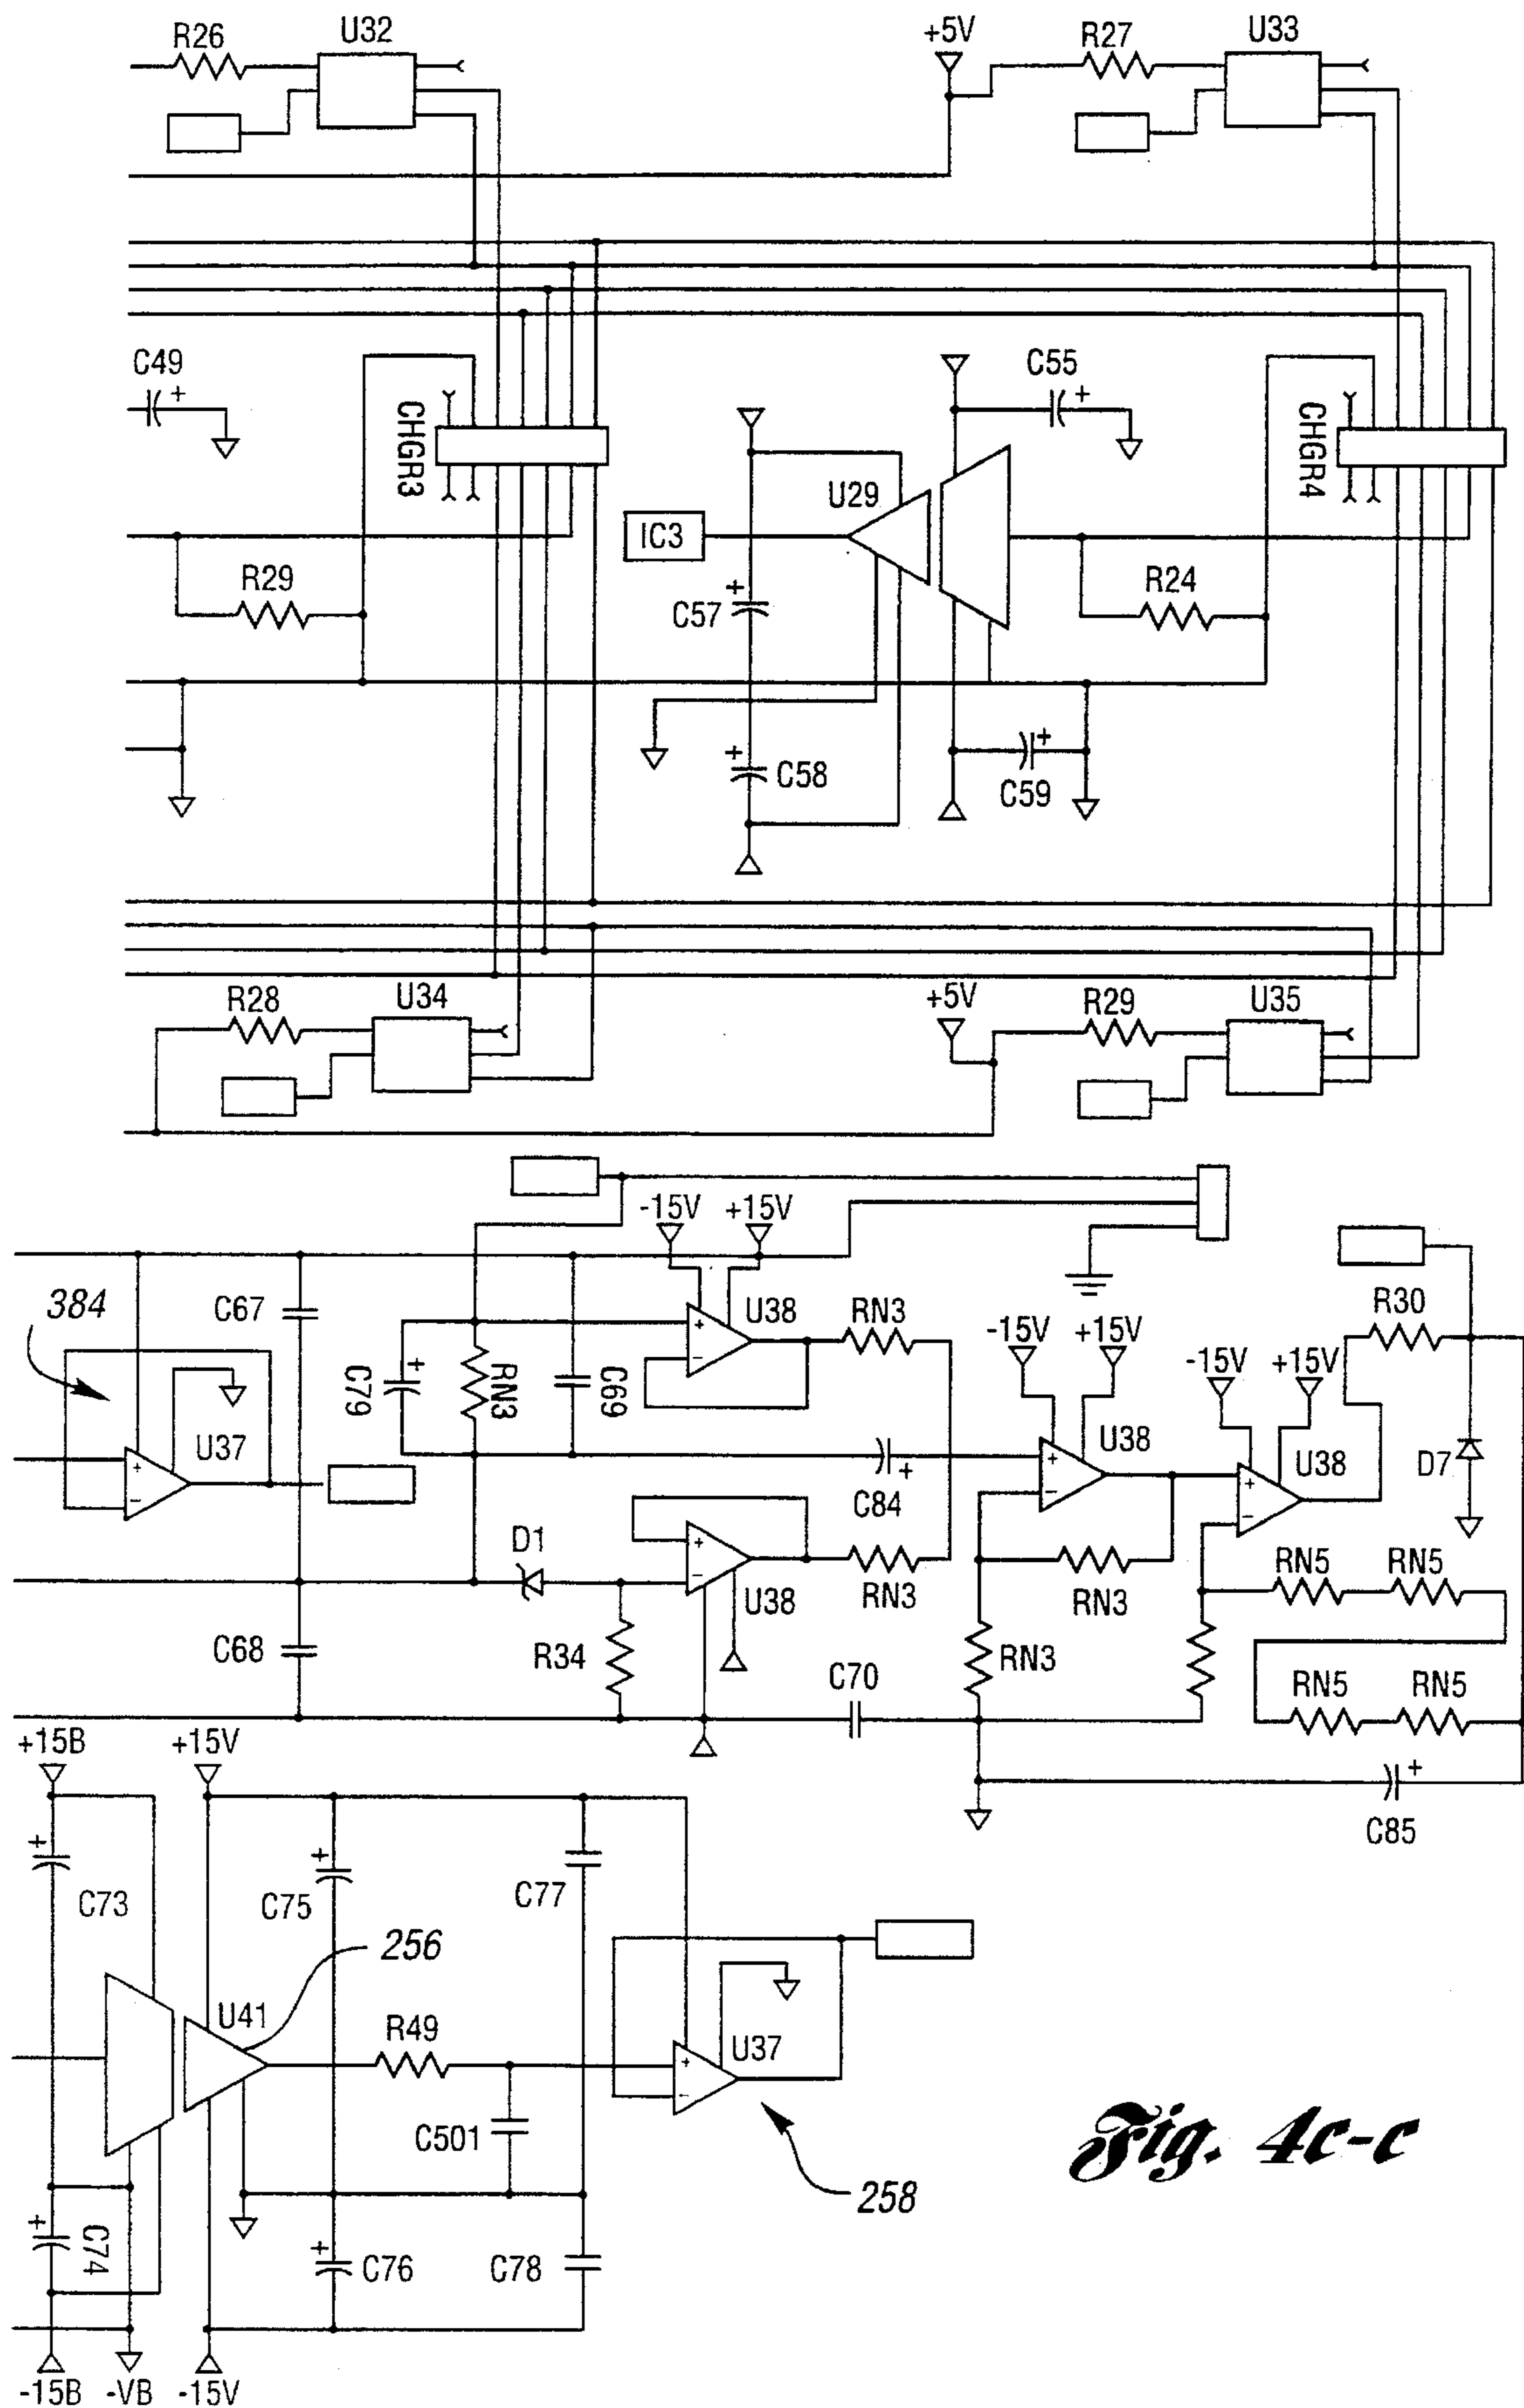 R26
U32
+5V
R27
U33
C49
+
CHGR3
C55
+
CHGR4
U29
IC3
R29
+
C57
R24
+
C58
+
C59
R28
U34
+5V
R29
U35
-15V
+15V
384
C67
U38
RN3
R30
-15V
+15V
-15V
+15V
C79
+
RN3
C69
+
-
U37
+
-
U38
+
-
U38
+
-
D7
C84
+
D1
+
-
U38
RN3
RN3
RN5
RN5
C68
R34
C70
RN3
RN5
RN5
+15B
+15V
+
C85
+
C73
+
C75
C77
256
U41
R49
U37
+
-
C501
258
+
C74
+
C76
C78
-15B
-VB
-15V
Fig. 4c-c